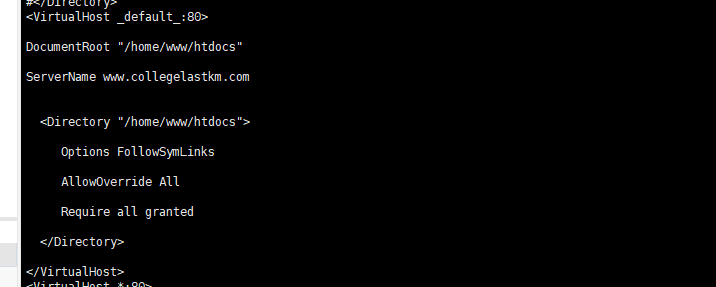 #</Directory>
<VirtualHost _default_:80>
DocumentRoot "/home/www/htdocs"
ServerName www.collegelastkm.com
<Directory "/home/www/htdocs">
Options FollowSymLinks
AllowOverride All
Require all granted
</Directory>
</VirtualHost>
<VirtualHost *:80>